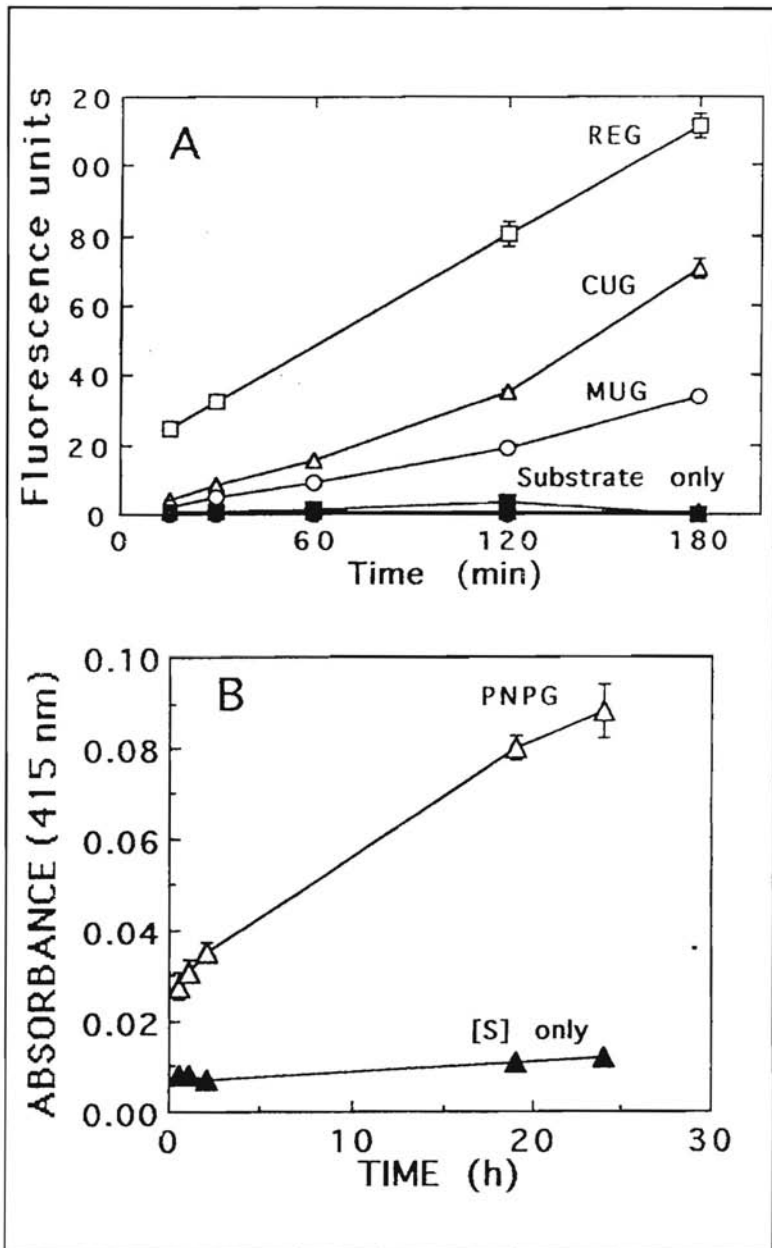 Fluorescence units
A
20
00
80
60
40
20
0
REG
CUG
MUG
Substrate only
0
60
120
180
Time (min)
ABSORBANCE (415 nm)
B
0.10
0.08
0.06
0.04
0.02
0.00
PNPG
[S] only
0
10
20
30
TIME (h)